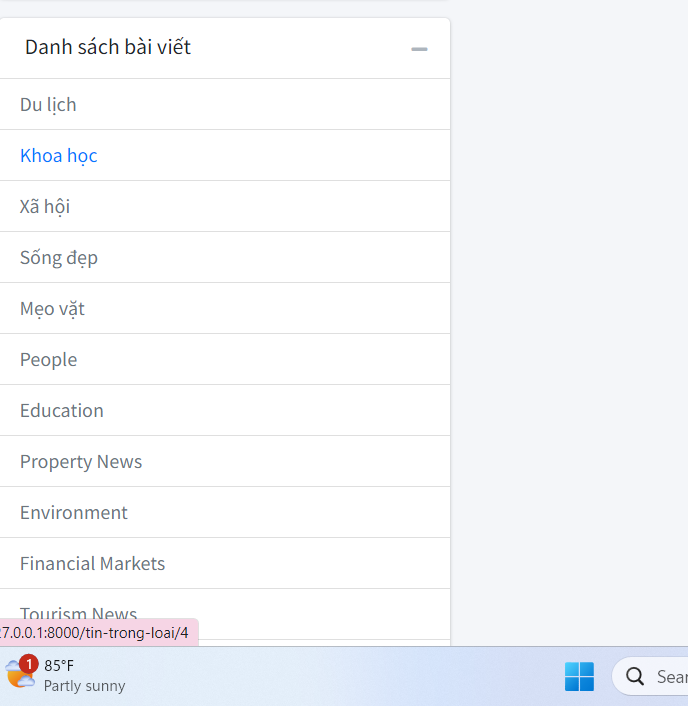 Danh sách bài viết
Du lịch
Khoa học
Xã hội
Sống đẹp
Mẹo vặt
People
Education
Property News
Environment
Financial Markets
Tourism News
27.0.0.1:8000/tin-trong-loai/4
1
85°F
Partly sunny
Sear